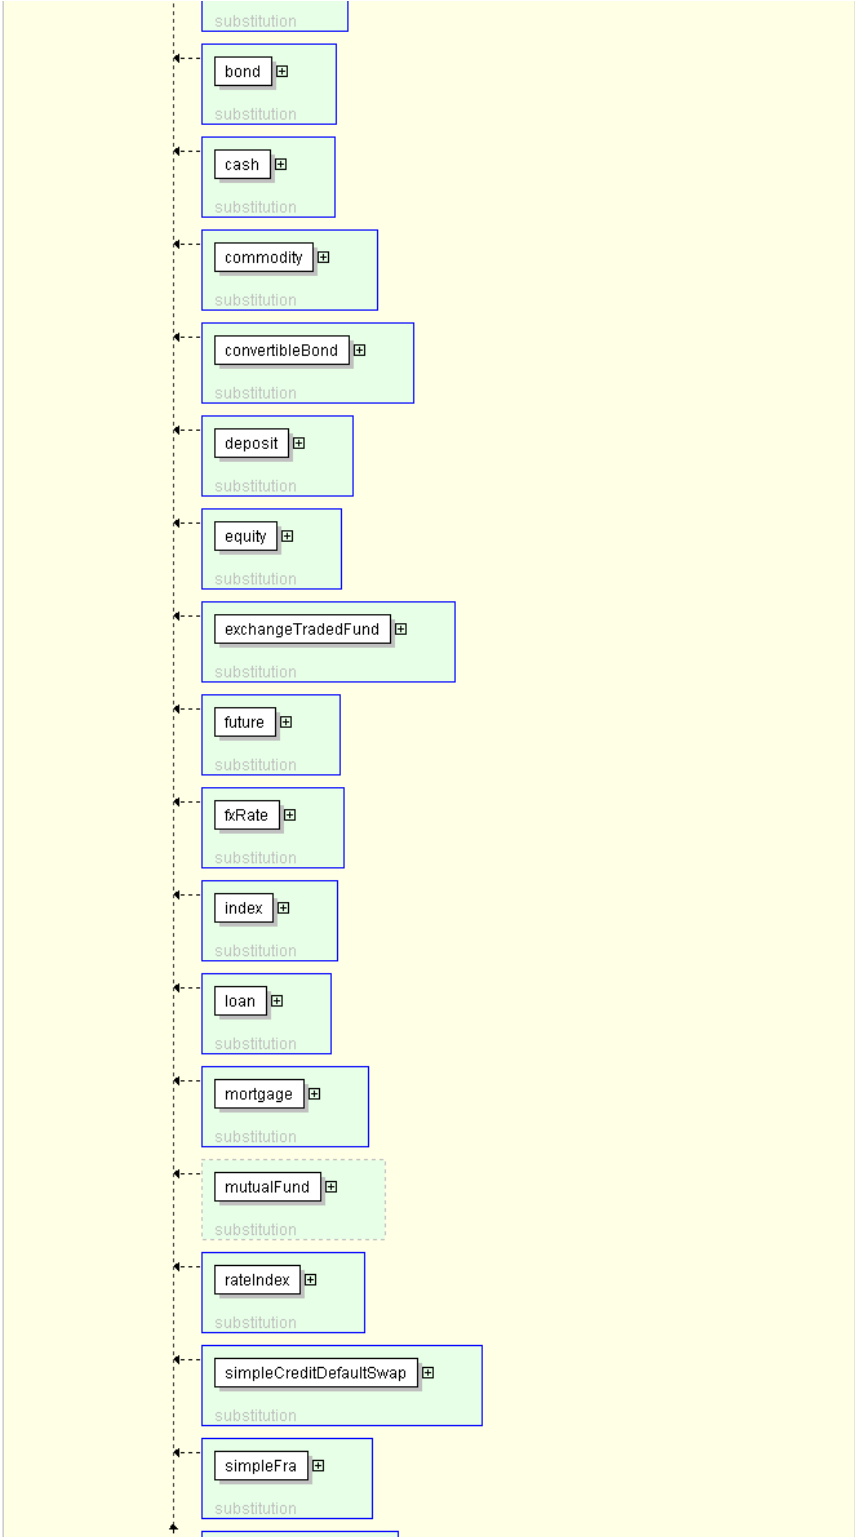 substitution
bond
substitution
cash
substitution
commodity
substitution
convertibleBond
substitution
deposit
substitution
equity
substitution
exchangeTradedFund
substitution
future
substitution
fxRate
substitution
index
substitution
loan
substitution
mortgage
substitution
mutualFund
substitution
rateIndex
substitution
simpleCreditDefaultSwap
substitution
simpleFra
substitution